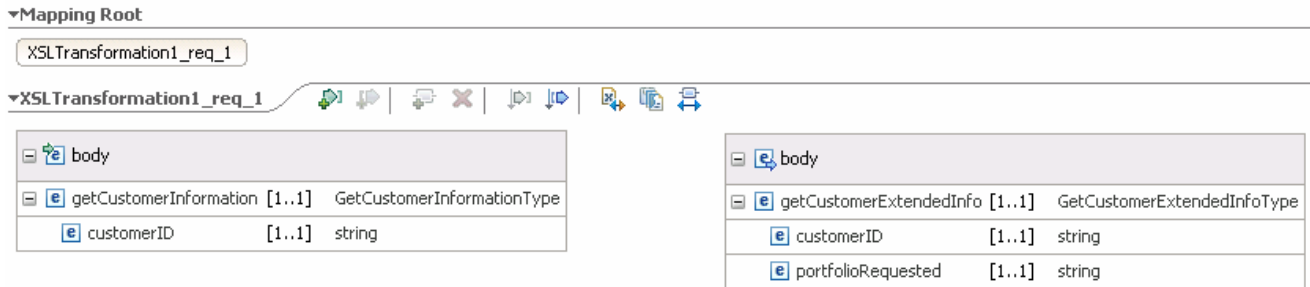 Mapping Root
XSLTransformation1_req_1
XSLTransformation1_req_1
body
getCustomerInformation [1..1] GetCustomerInformationType
customerID [1..1] string
body
getCustomerExtendedInfo [1..1] GetCustomerExtendedInfoType
customerID [1..1] string
portfolioRequested [1..1] string